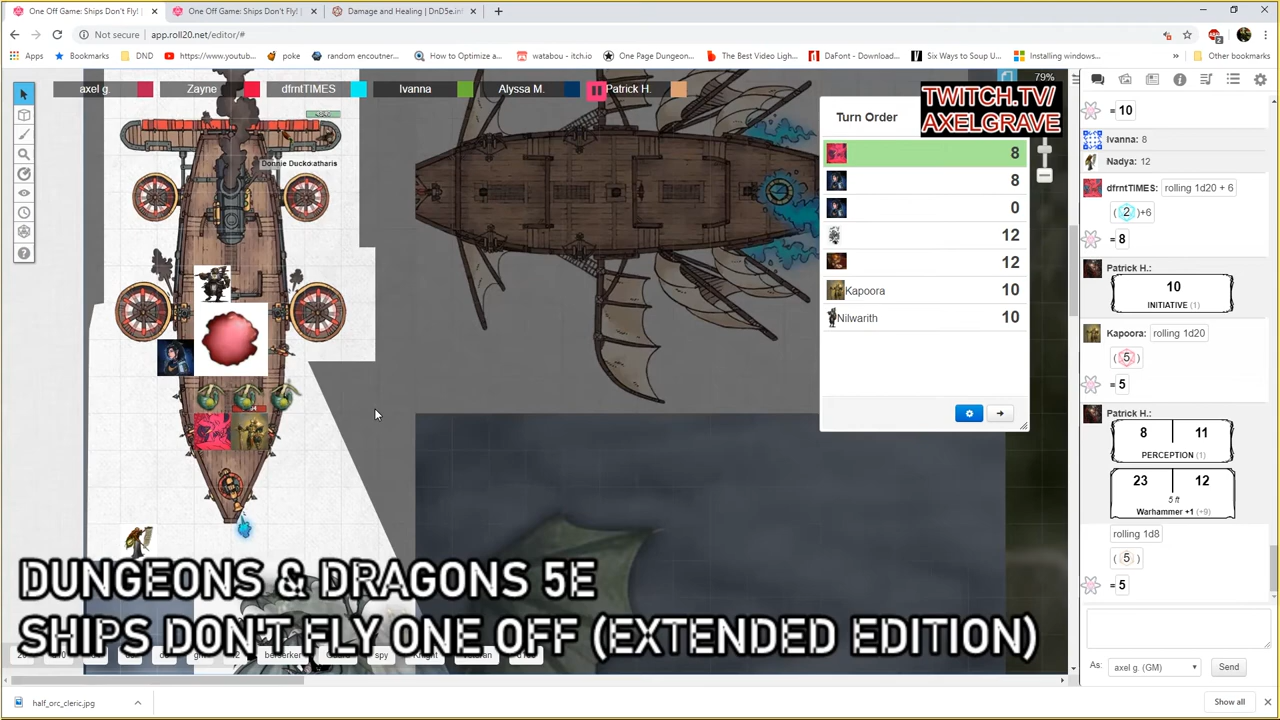 One Off Game: Ships Don't Fly! | ×
One Off Game: Ships Don't Fly! | ×
Damage and Healing | DnD5e.in ×
Not secure | app.roll20.net/editor/#
Apps
Bookmarks
DND
https://www.youtube...
poke
random encoutner...
How to Optimize a...
watabou - itch.io
One Page Dungeon...
The Best Video Ligh...
DaFont - Download...
Six Ways to Soup U...
Installing windows...
Other bookmarks
axel g.
Zayne
dfrntTIMES
Ivanna
Alyssa M.
Patrick H.
79%
TWITCH.TV/
AXELGRAVE
Turn Order
8
8
0
12
12
Kapoora 10
Nilwarith 10
= 10
Ivanna: 8
Nadya: 12
dfrntTIMES: rolling 1d20 + 6
(2)+6
= 8
Patrick H.:
10
INITIATIVE (1)
Kapoora: rolling 1d20
(5)
= 5
Patrick H.:
8 | 11
PERCEPTION (1)
23 | 12
5 ft
Warhammer +1 (+9)
rolling 1d8
(5)
= 5
DUNGEONS & DRAGONS 5E
SHIPS DON'T FLY ONE OFF (EXTENDED EDITION)
As: axel g. (GM) Send
half_orc_cleric.jpg
Show all